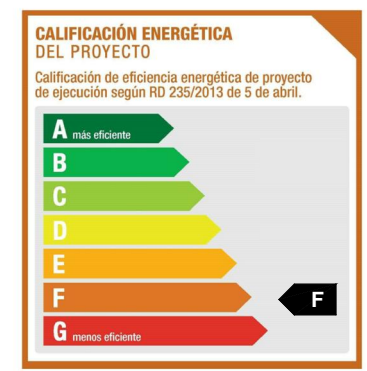 CALIFICACIÓN ENERGÉTICA
DEL PROYECTO
Calificación de eficiencia energética de proyecto
de ejecución según RD 235/2013 de 5 de abril.
A más eficiente
B
C
D
E
F
F
G menos eficiente